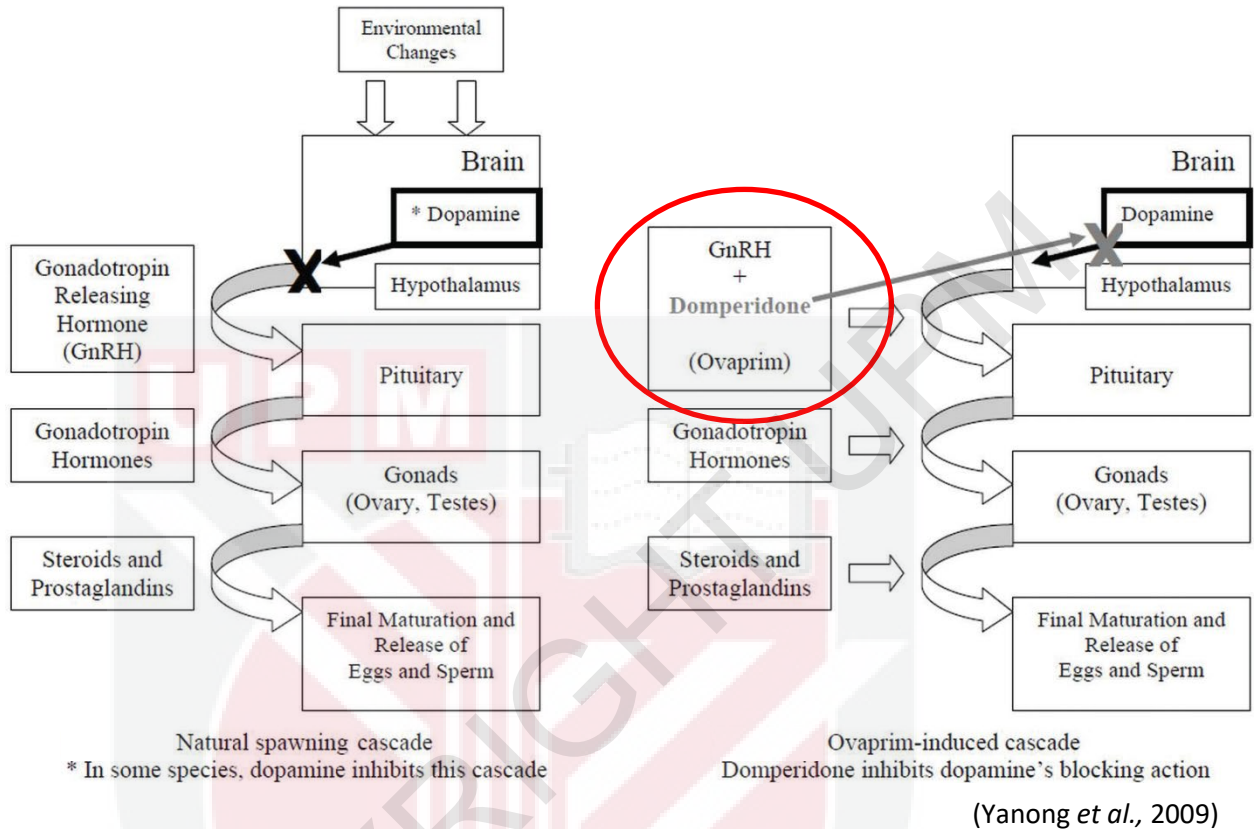 Environmental
Changes
Brain
* Dopamine
X
Hypothalamus
Gonadotropin
Releasing
Hormone
(GnRH)
Pituitary
Gonadotropin
Hormones
Gonads
(Ovary, Testes)
Steroids and
Prostaglandins
Final Maturation and
Release of
Eggs and Sperm
Natural spawning cascade
* In some species, dopamine inhibits this cascade
Brain
Dopamine
X
Hypothalamus
GnRH
+
Domperidone
(Ovaprim)
Pituitary
Gonadotropin
Hormones
Gonads
(Ovary, Testes)
Steroids and
Prostaglandins
Final Maturation and
Release of
Eggs and Sperm
Ovaprim-induced cascade
Domperidone inhibits dopamine's blocking action
(Yanong et al., 2009)
UPM
COPYRIGHT UPM